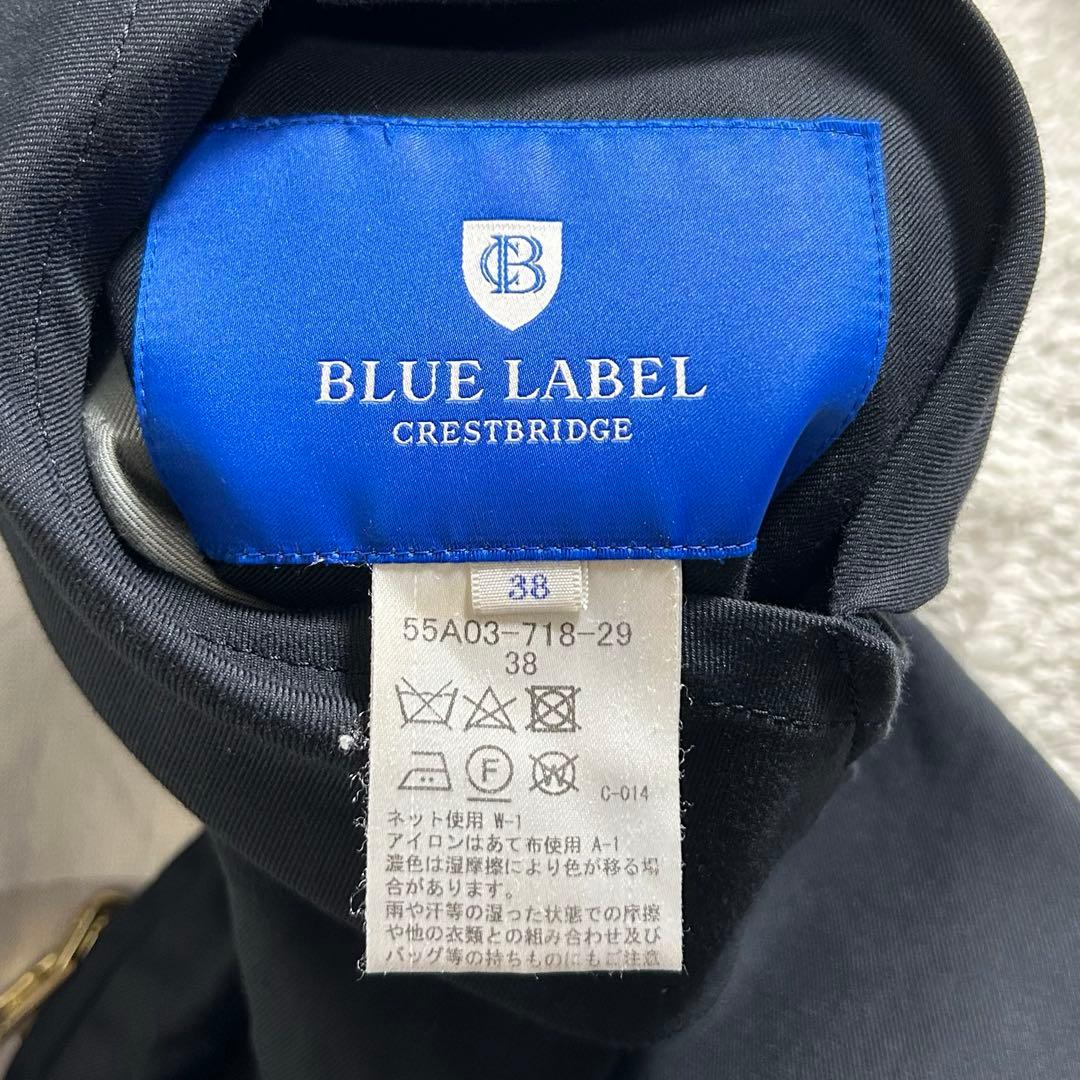 CB
BLUE LABEL
CRESTBRIDGE
38
55A03-718-29
38
F
W
C-014
ネット使用 W-1
アイロンはあて布使用 A-1
濃色は湿摩擦により色が移る場
合があります。
雨や汗等の湿った状態での摩擦
や他の衣類との組み合わせ及び
バッグ等の持ちものにもご注意